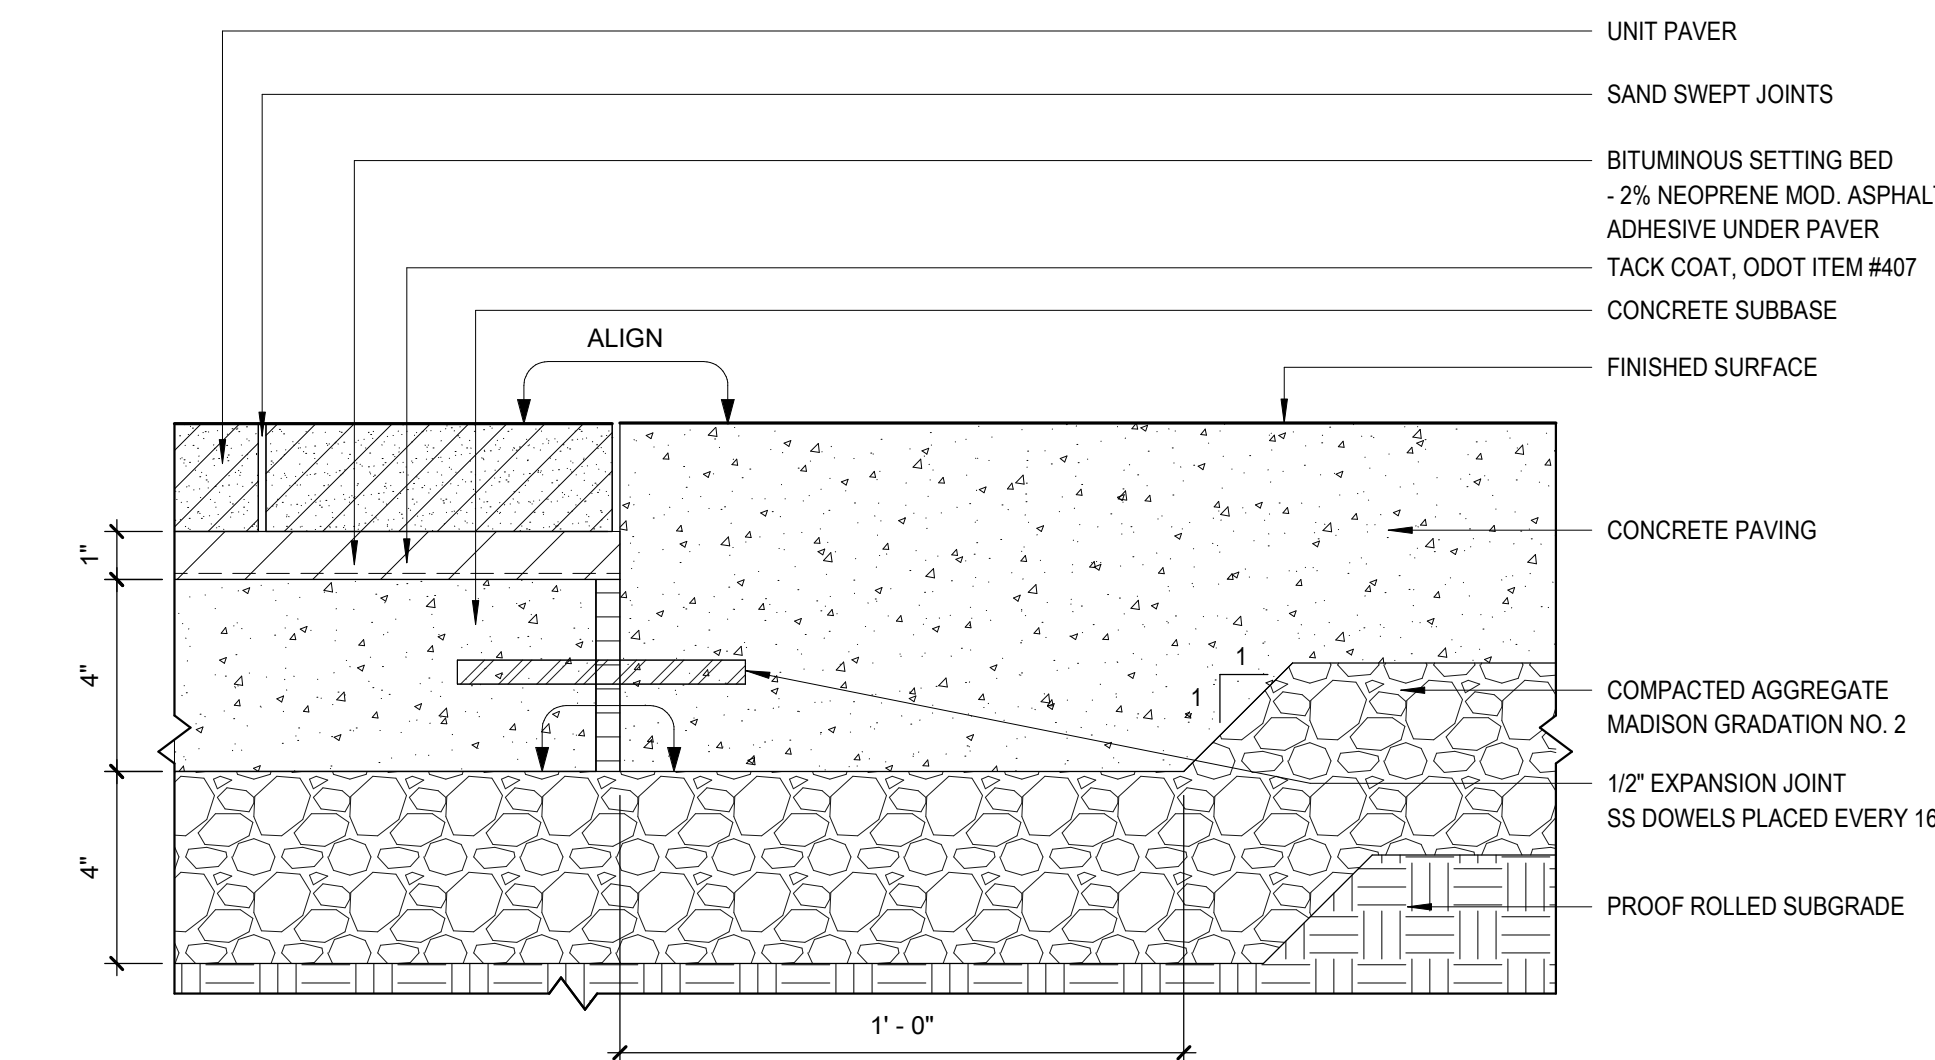 UNIT PAVER
SAND SWEPT JOINTS
BITUMINOUS SETTING BED
- 2% NEOPRENE MOD. ASPHALT
ADHESIVE UNDER PAVER
TACK COAT, ODOT ITEM #407
CONCRETE SUBBASE
ALIGN
FINISHED SURFACE
CONCRETE PAVING
1"
4"
1
1
COMPACTED AGGREGATE
MADISON GRADATION NO. 2
1/2" EXPANSION JOINT
SS DOWELS PLACED EVERY 16
4"
PROOF ROLLED SUBGRADE
1' - 0"